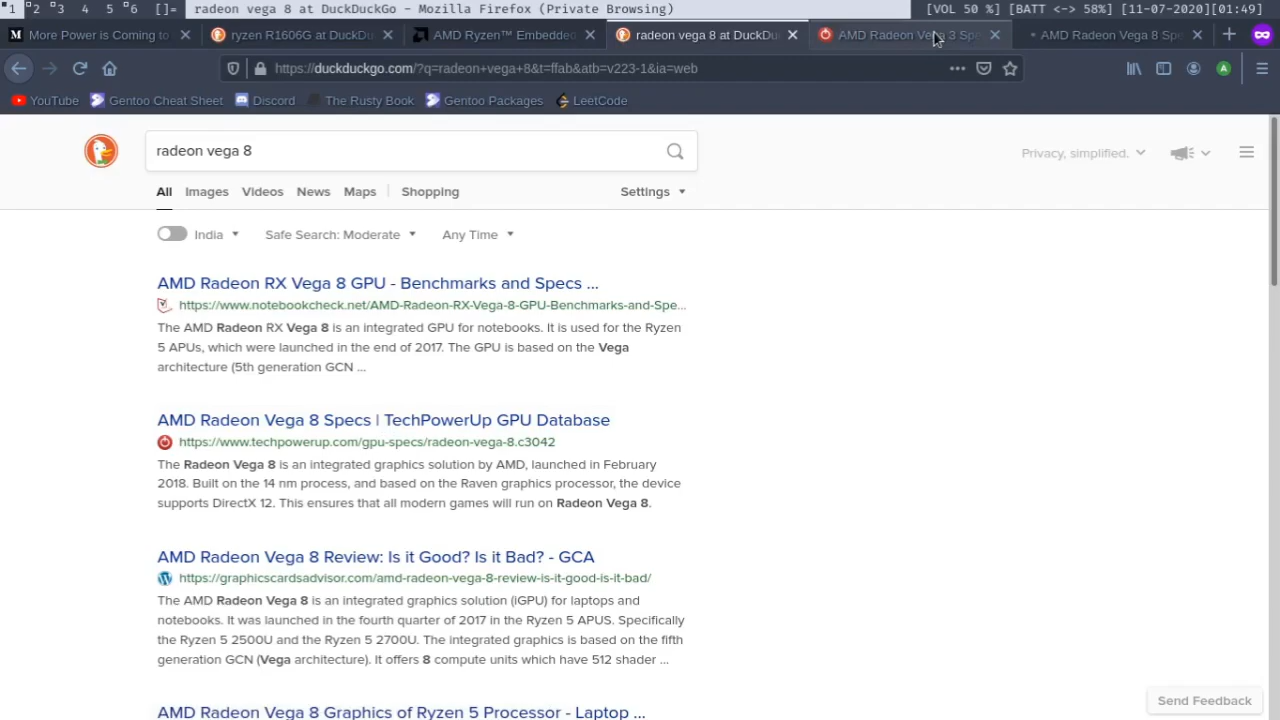 1 2 3 4 5 6 []= radeon vega 8 at DuckDuckGo - Mozilla Firefox (Private Browsing) [VOL 50 %] [BATT <-> 58%] [11-07-2020][01:49]
More Power is Coming to ryzen R1606G at DuckDu AMD Ryzen™ Embedded radeon vega 8 at DuckDu AMD Radeon Vega 3 Spe AMD Radeon Vega 8 Spe
https://duckduckgo.com/?q=radeon+vega+8&t=ffab&atb=v223-1&ia=web A
YouTube Gentoo Cheat Sheet Discord The Rusty Book Gentoo Packages LeetCode
radeon vega 8
Privacy, simplified.
All Images Videos News Maps Shopping Settings
India Safe Search: Moderate Any Time
AMD Radeon RX Vega 8 GPU - Benchmarks and Specs ...
https://www.notebookcheck.net/AMD-Radeon-RX-Vega-8-GPU-Benchmarks-and-Spe...
The AMD Radeon RX Vega 8 is an integrated GPU for notebooks. It is used for the Ryzen
5 APUs, which were launched in the end of 2017. The GPU is based on the Vega
architecture (5th generation GCN ...
AMD Radeon Vega 8 Specs | TechPowerUp GPU Database
https://www.techpowerup.com/gpu-specs/radeon-vega-8.c3042
The Radeon Vega 8 is an integrated graphics solution by AMD, launched in February
2018. Built on the 14 nm process, and based on the Raven graphics processor, the device
supports DirectX 12. This ensures that all modern games will run on Radeon Vega 8.
AMD Radeon Vega 8 Review: Is it Good? Is it Bad? - GCA
https://graphicscardsadvisor.com/amd-radeon-vega-8-review-is-it-good-is-it-bad/
The AMD Radeon Vega 8 is an integrated graphics solution (iGPU) for laptops and
notebooks. It was launched in the fourth quarter of 2017 in the Ryzen 5 APUS. Specifically
the Ryzen 5 2500U and the Ryzen 5 2700U. The integrated graphics is based on the fifth
generation GCN (Vega architecture). It offers 8 compute units which have 512 shader ...
AMD Radeon Vega 8 Graphics of Ryzen 5 Processor - Laptop ...
Send Feedback